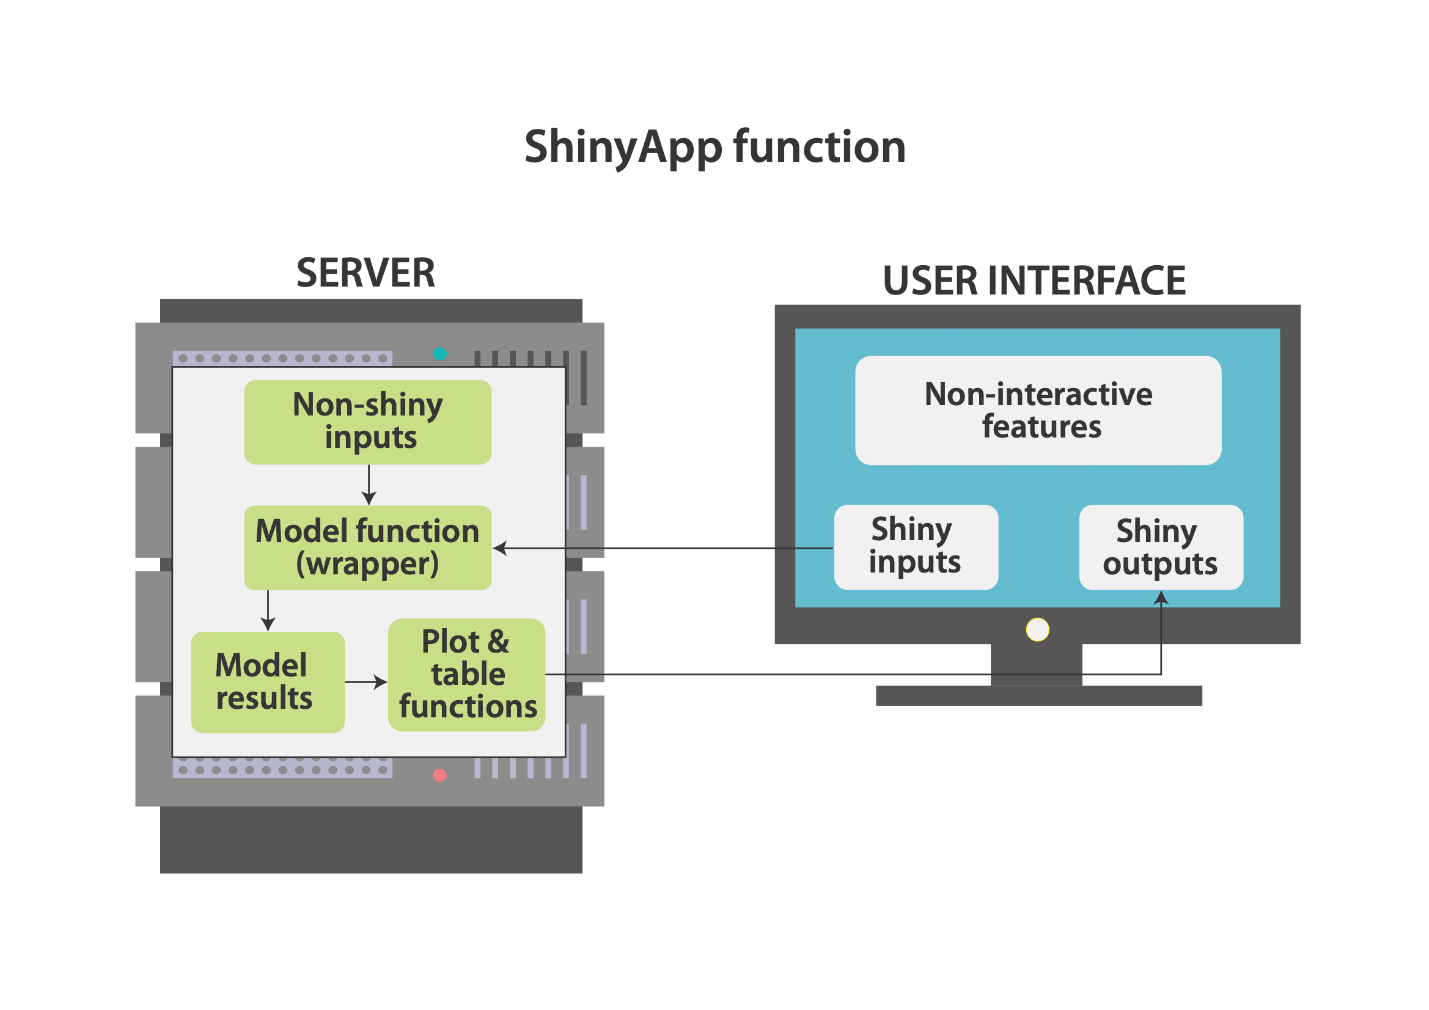 ShinyApp function
SERVER
Non-shiny
inputs
Model function
(wrapper)
Model
results
Plot &
table
functions
USER INTERFACE
Non-interactive
features
Shiny
inputs
Shiny
outputs